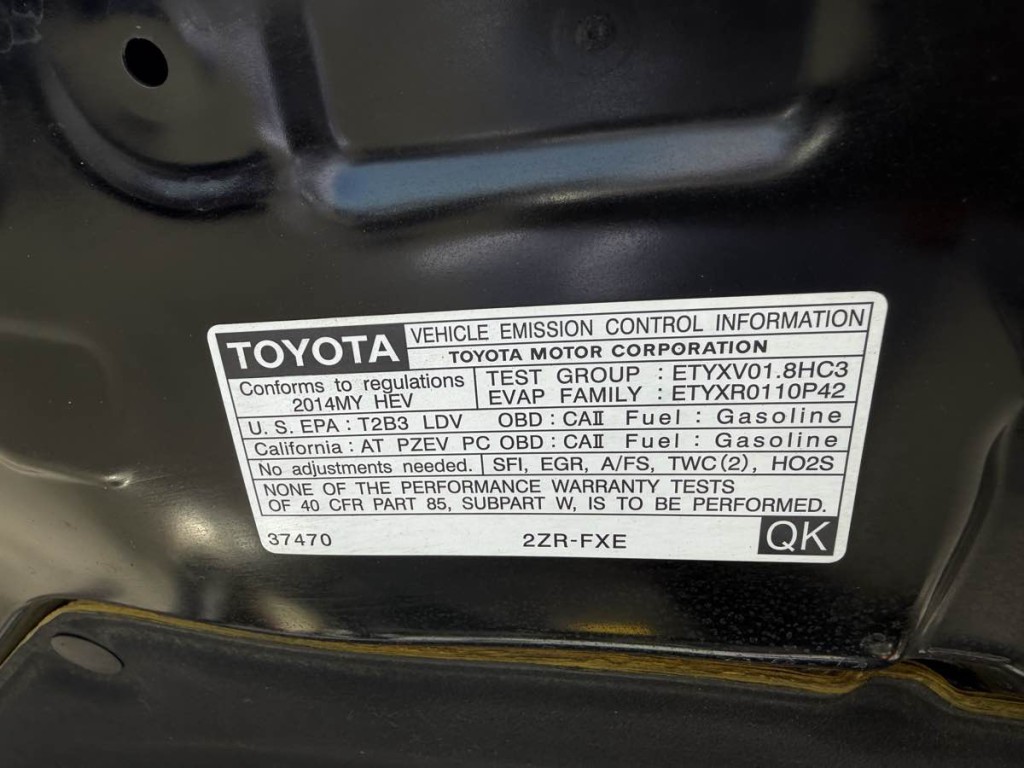 TOYOTA VEHICLE EMISSION CONTROL INFORMATION
TOYOTA MOTOR CORPORATION
Conforms to regulations
2014MY HEV
TEST GROUP : ETYXV01.8HC3
EVAP FAMILY : ETYXR0110P42
U. S. EPA : T2B3 LDV OBD : CAⅡ Fuel : Gasoline
California : AT PZEV PC OBD : CAⅡ Fuel : Gasoline
No adjustments needed. SFI, EGR, A/FS, TWC(2), HO2S
NONE OF THE PERFORMANCE WARRANTY TESTS
OF 40 CFR PART 85, SUBPART W, IS TO BE PERFORMED.
37470 2ZR-FXE QK